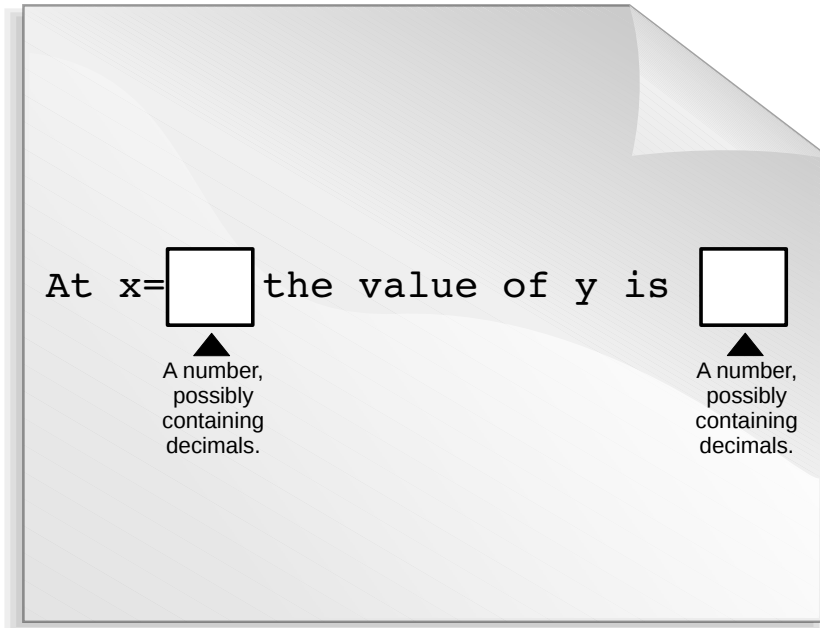 At x= the value of y is
A number,
possibly
containing
decimals.
A number,
possibly
containing
decimals.